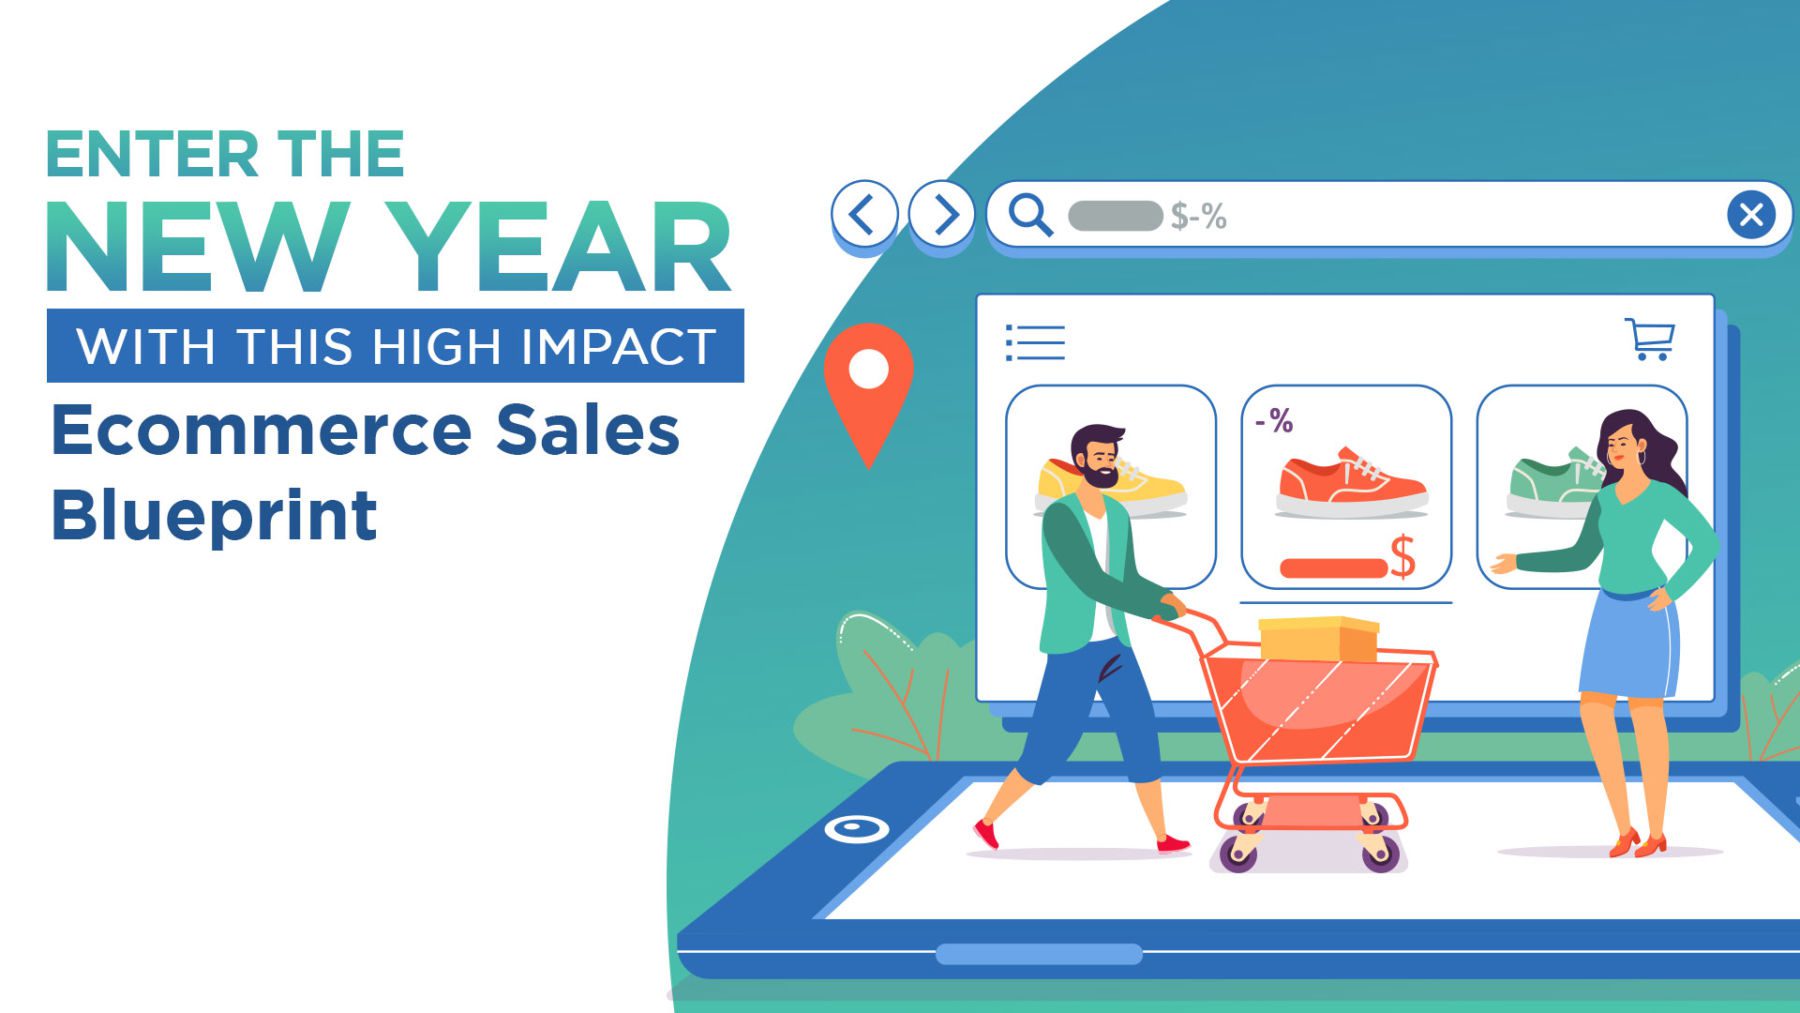 ENTER THE
NEW YEAR
WITH THIS HIGH IMPACT
Ecommerce Sales
Blueprint
$-%
-%
$